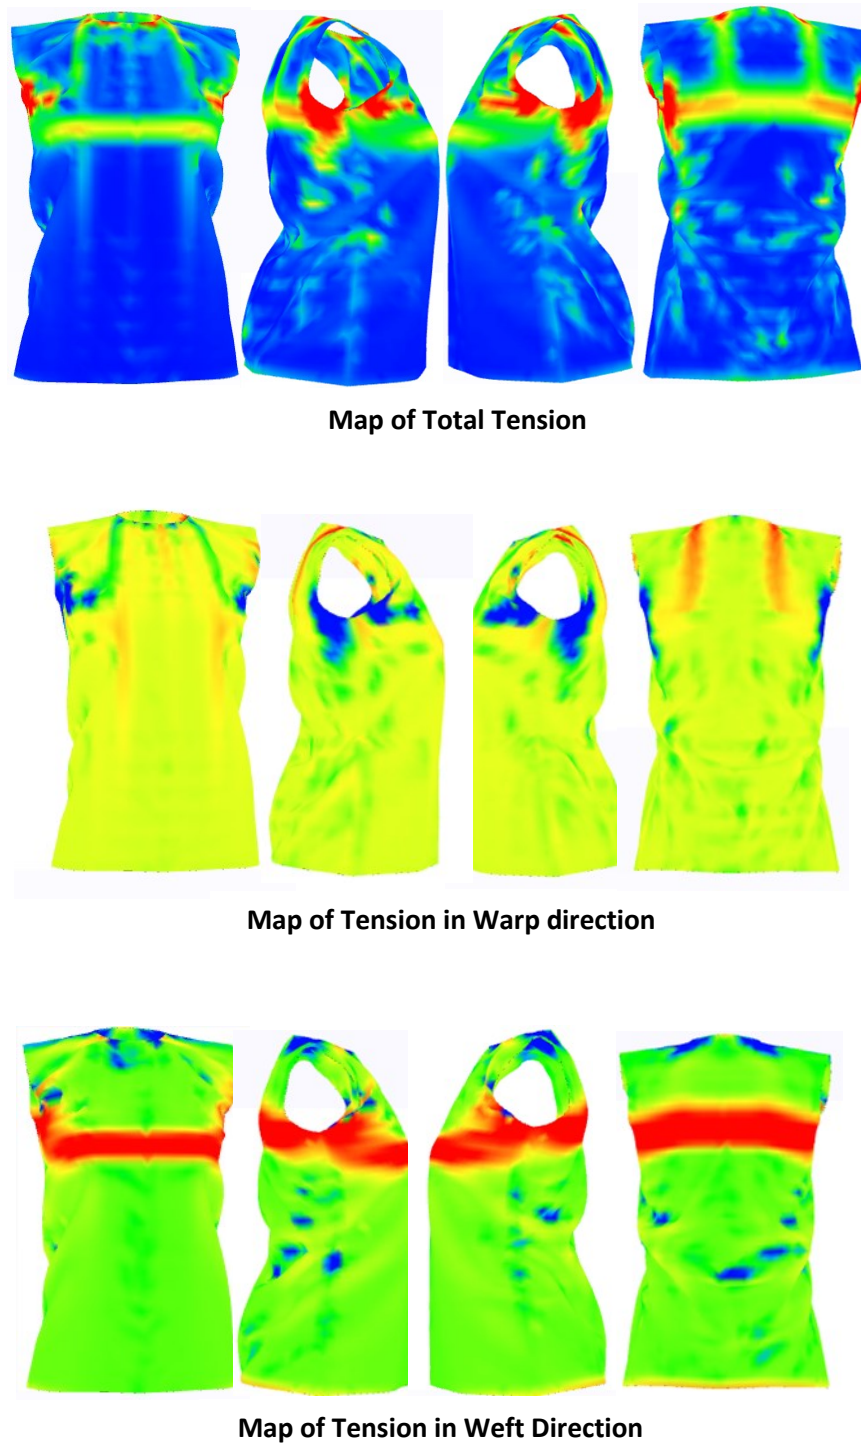 Map of Total Tension
Map of Tension in Warp direction
Map of Tension in Weft Direction